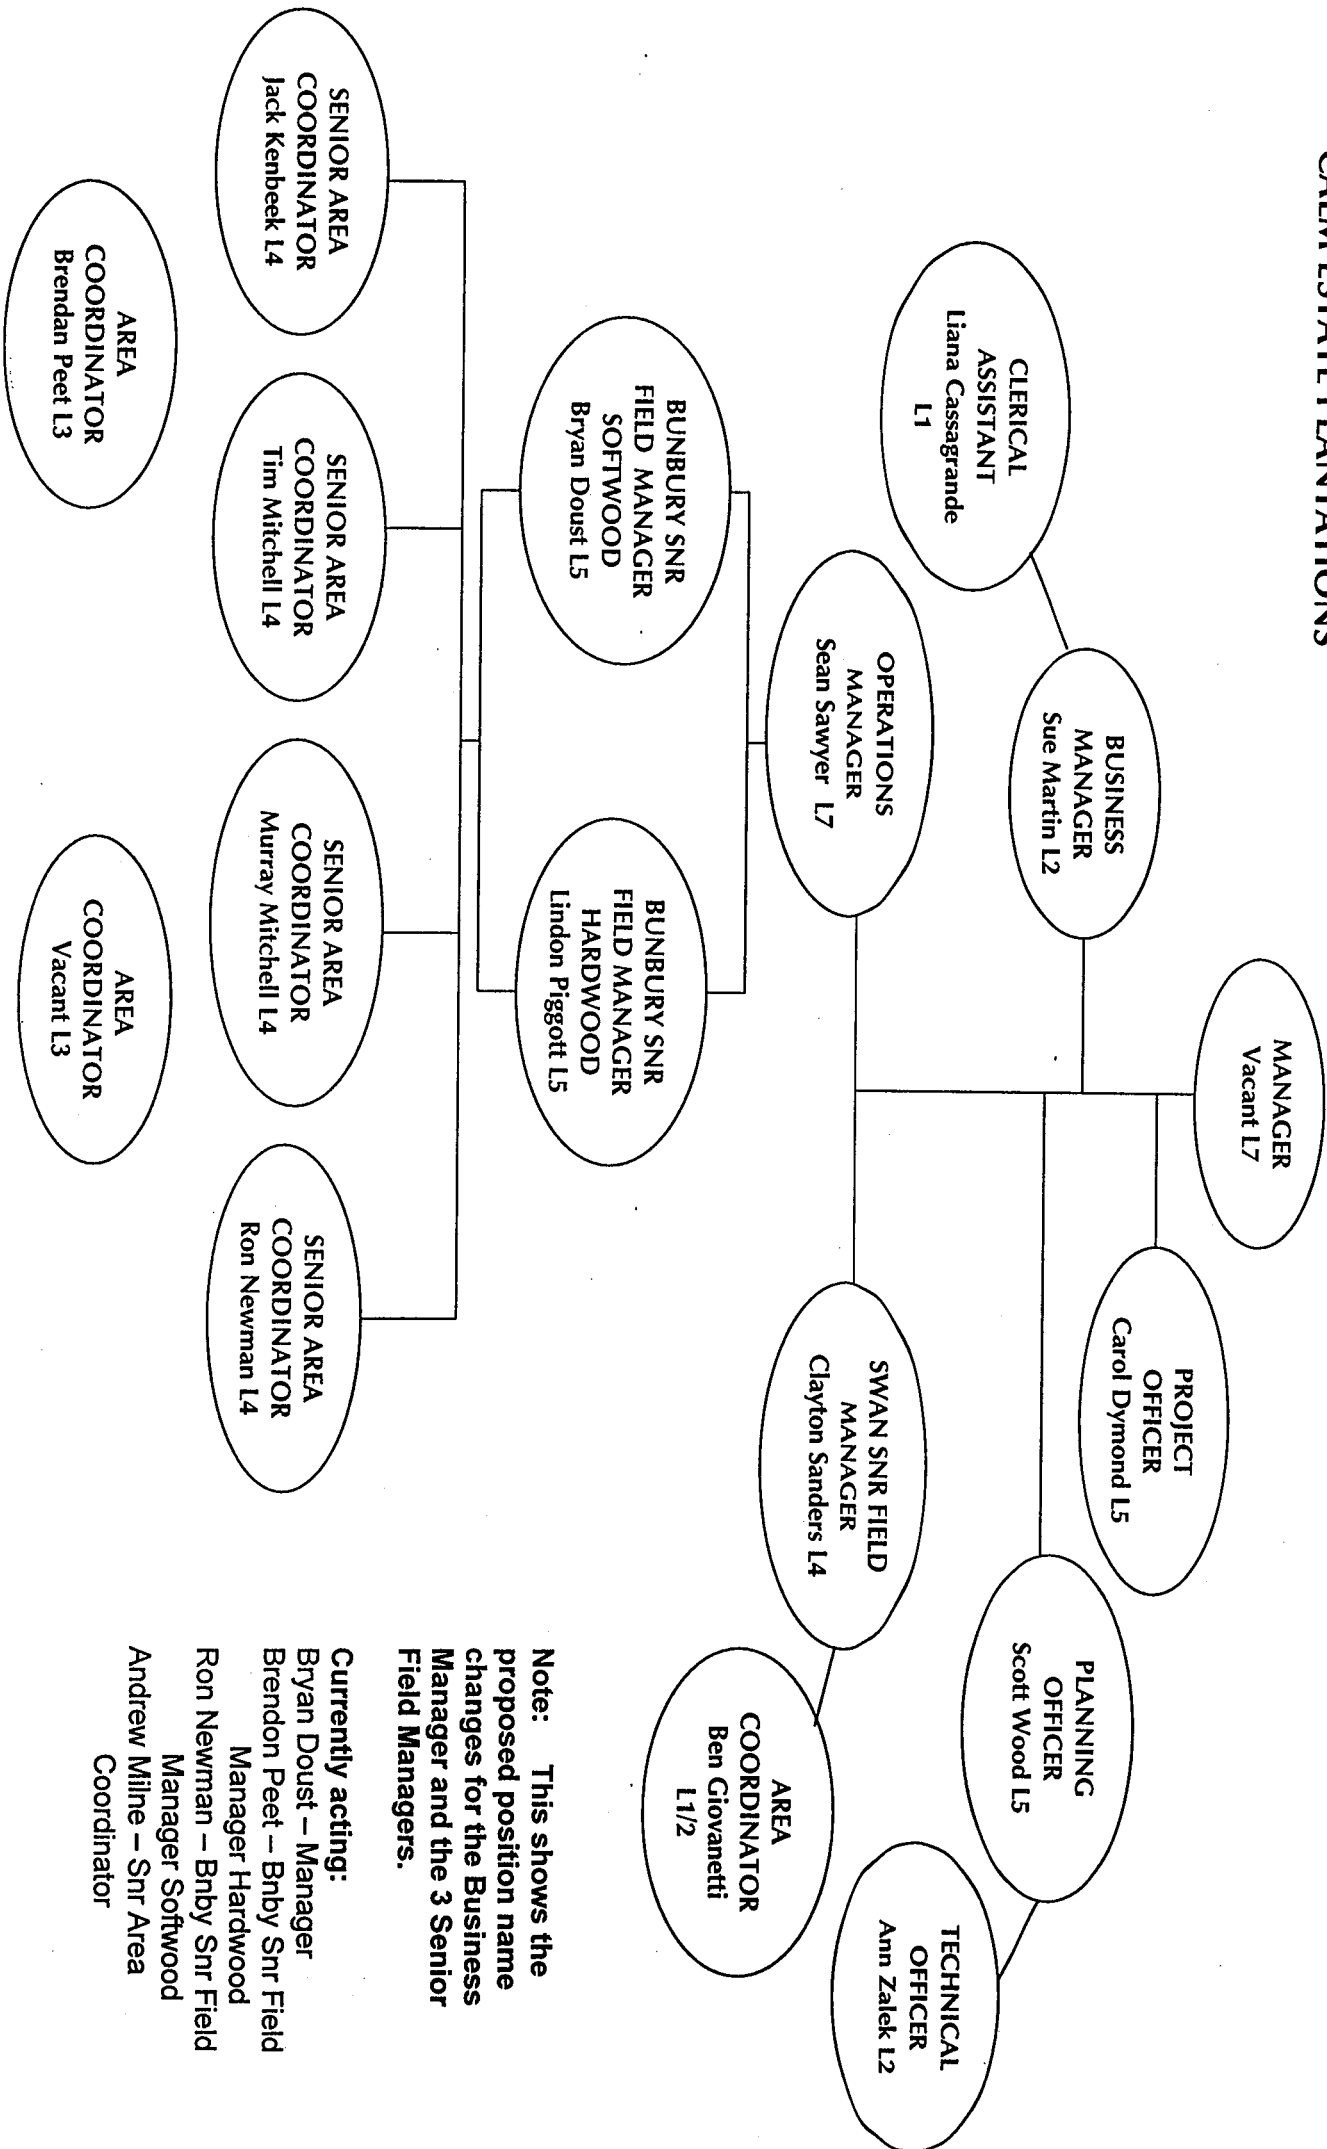 CALM ESTATE PLANTATIONS
MANAGER
Vacant L7
PROJECT
OFFICER
Carol Dymond L5
BUSINESS
MANAGER
Sue Martin L2
CLERICAL
ASSISTANT
Liana Cassagrande
L1
PLANNING
OFFICER
Scott Wood L5
TECHNICAL
OFFICER
Ann Zalek L2
OPERATIONS
MANAGER
Sean Sawyer L7
SWAN SNR FIELD
MANAGER
Clayton Sanders L4
AREA
COORDINATOR
Ben Giovanetti
L1/2
BUNBURY SNR
FIELD MANAGER
SOFTWOOD
Bryan Doust L5
BUNBURY SNR
FIELD MANAGER
HARDWOOD
Lindon Piggott L5
SENIOR AREA
COORDINATOR
Jack Kenbeek L4
SENIOR AREA
COORDINATOR
Tim Mitchell L4
SENIOR AREA
COORDINATOR
Murray Mitchell L4
SENIOR AREA
COORDINATOR
Ron Newman L4
AREA
COORDINATOR
Brendan Peet L3
AREA
COORDINATOR
Vacant L3
Note: This shows the
proposed position name
changes for the Business
Manager and the 3 Senior
Field Managers.
Currently acting:
Bryan Doust – Manager
Brendon Peet – Bnby Snr Field
Manager Hardwood
Ron Newman – Bnby Snr Field
Manager Softwood
Andrew Milne – Snr Area
Coordinator